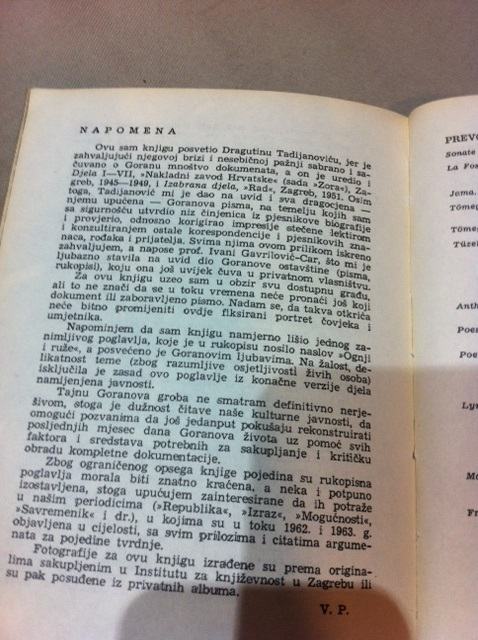 NAPOMENA
Ovu sam knjigu posvetio Dragutinu Tadijanoviću, jer je
zahvaljujući njegovoj brizi i nesebičnoj pažnji sabrano i sa-
čuvano o Goranu mnoštvo dokumenata, a on je uredio i
Djela I—VII, »Nakladni zavod Hrvatske« (sada »Zora«), Za-
greb, 1945—1949, i Izabrana djela, »Rad«, Zagreb, 1951. Osim
toga, Tadijanović mi je dao na uvid i sva dragocjena —
njemu upućena — Goranova pisma, na temelju kojih sam
sa sigurnošću utvrdio niz činjenica iz pjesnikove biografije
i provjerio, odnosno korigirao impresije stečene lektirom
i konzultiranjem ostale korespondencije i pjesnikovih zna-
naca, rođaka i prijatelja. Svima njima ovom prilikom iskreno
zahvaljujem, a napose prof. Ivani Gavrilović-Car, što mi je
ljubazno stavila na uvid dio Goranove ostavštine (pisma,
rukopisi), koju ona još uvijek čuva u privatnom vlasništvu.
Za ovu knjigu uzeo sam u obzir svu dostupnu građu,
ali to ne znači da se u toku vremena neće pronaći još koji
dokument ili zaboravljeno pismo. Nadam se, da takva otkrića
neće bitno promijeniti ovdje fiksirani portret čovjeka i
umjetnika.
Napominjem da sam knjigu namjerno lišio jednog za-
nimljivog poglavlja, koje je u rukopisu nosilo naslov »Ognji
i ruže«, a posvećeno je Goranovim ljubavima. Na žalost, de-
likatnost teme (zbog razumljive osjetljivosti živih osoba)
isključila je zasad ovo poglavlje iz konačne verzije djela
namijenjena javnosti.
Tajnu Goranova groba ne smatram definitivno nerje-
šivom, stoga je dužnost čitave naše kulturne javnosti, da
omogući pozvanima da još jedanput pokušaju rekonstruirati
posljednjih mjesec dana Goranova života uz pomoć svih
faktora i sredstava potrebnih za sakupljanje i kritičku
obradu kompletne dokumentacije.
Zbog ograničenog opsega knjige pojedina su rukopisna
poglavlja morala biti znatno kraćena, a neka i potpuno
izostavljena, stoga upućujem zainteresirane da ih potraže
u našim periodicima (»Republika«, »Izraz«, »Mogućnosti«,
»Savremenik« i dr.), u kojima su u toku 1962. i 1963. g.
objavljena u cijelosti, sa svim prilozima i citatima argume-
nata za pojedine tvrdnje.
Fotografije za ovu knjigu izrađene su prema origina-
lima sakupljenim u Institutu za književnost u Zagrebu ili
su pak posuđene iz privatnih albuma.
V. P.
PREVO
Sonate
La Fos
Jama.
Tömeg
Tömeg
Tüzel
Anth
Poen
Poe
Lyr
Mo
Fr